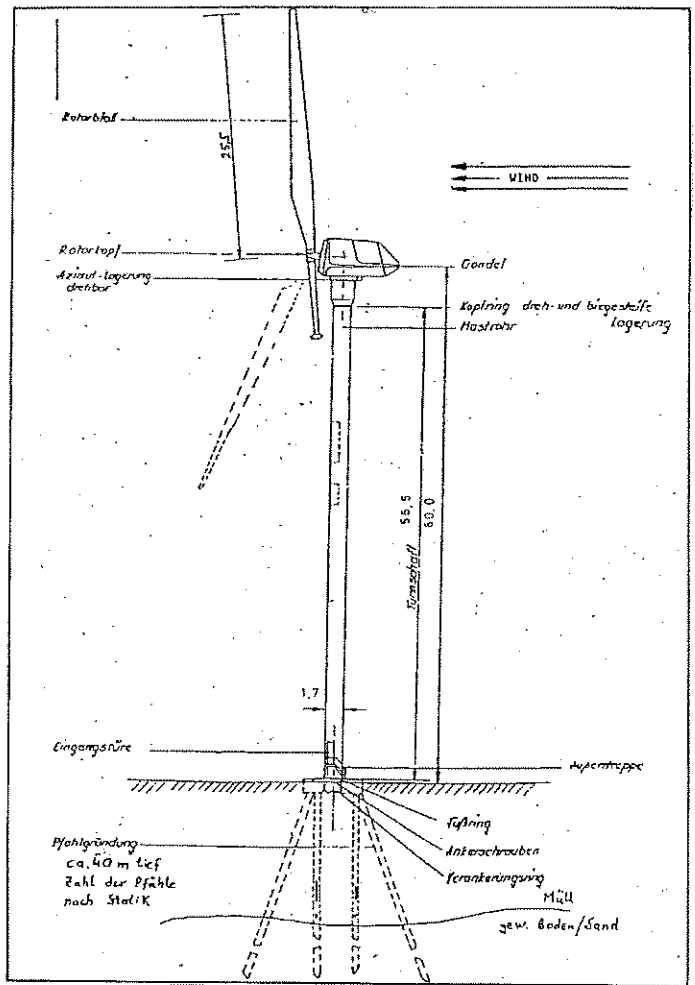 Rotorblatt
25,5
WIND
Rotorkopf
Gondel
Azimut-lagerung
drehbar
Kopfring dreh- und biegesteife
Lagerung
Mastrohr
55,5
60,0
Turmschaft
1,7
Eingangstüre
Außentreppe
Fußring
Pfahlgründung
Ankerschrauben
ca. 40 m tief
Verankerungsring
Zahl der Pfähle
Müll
nach Statik
gew. Boden/Sand